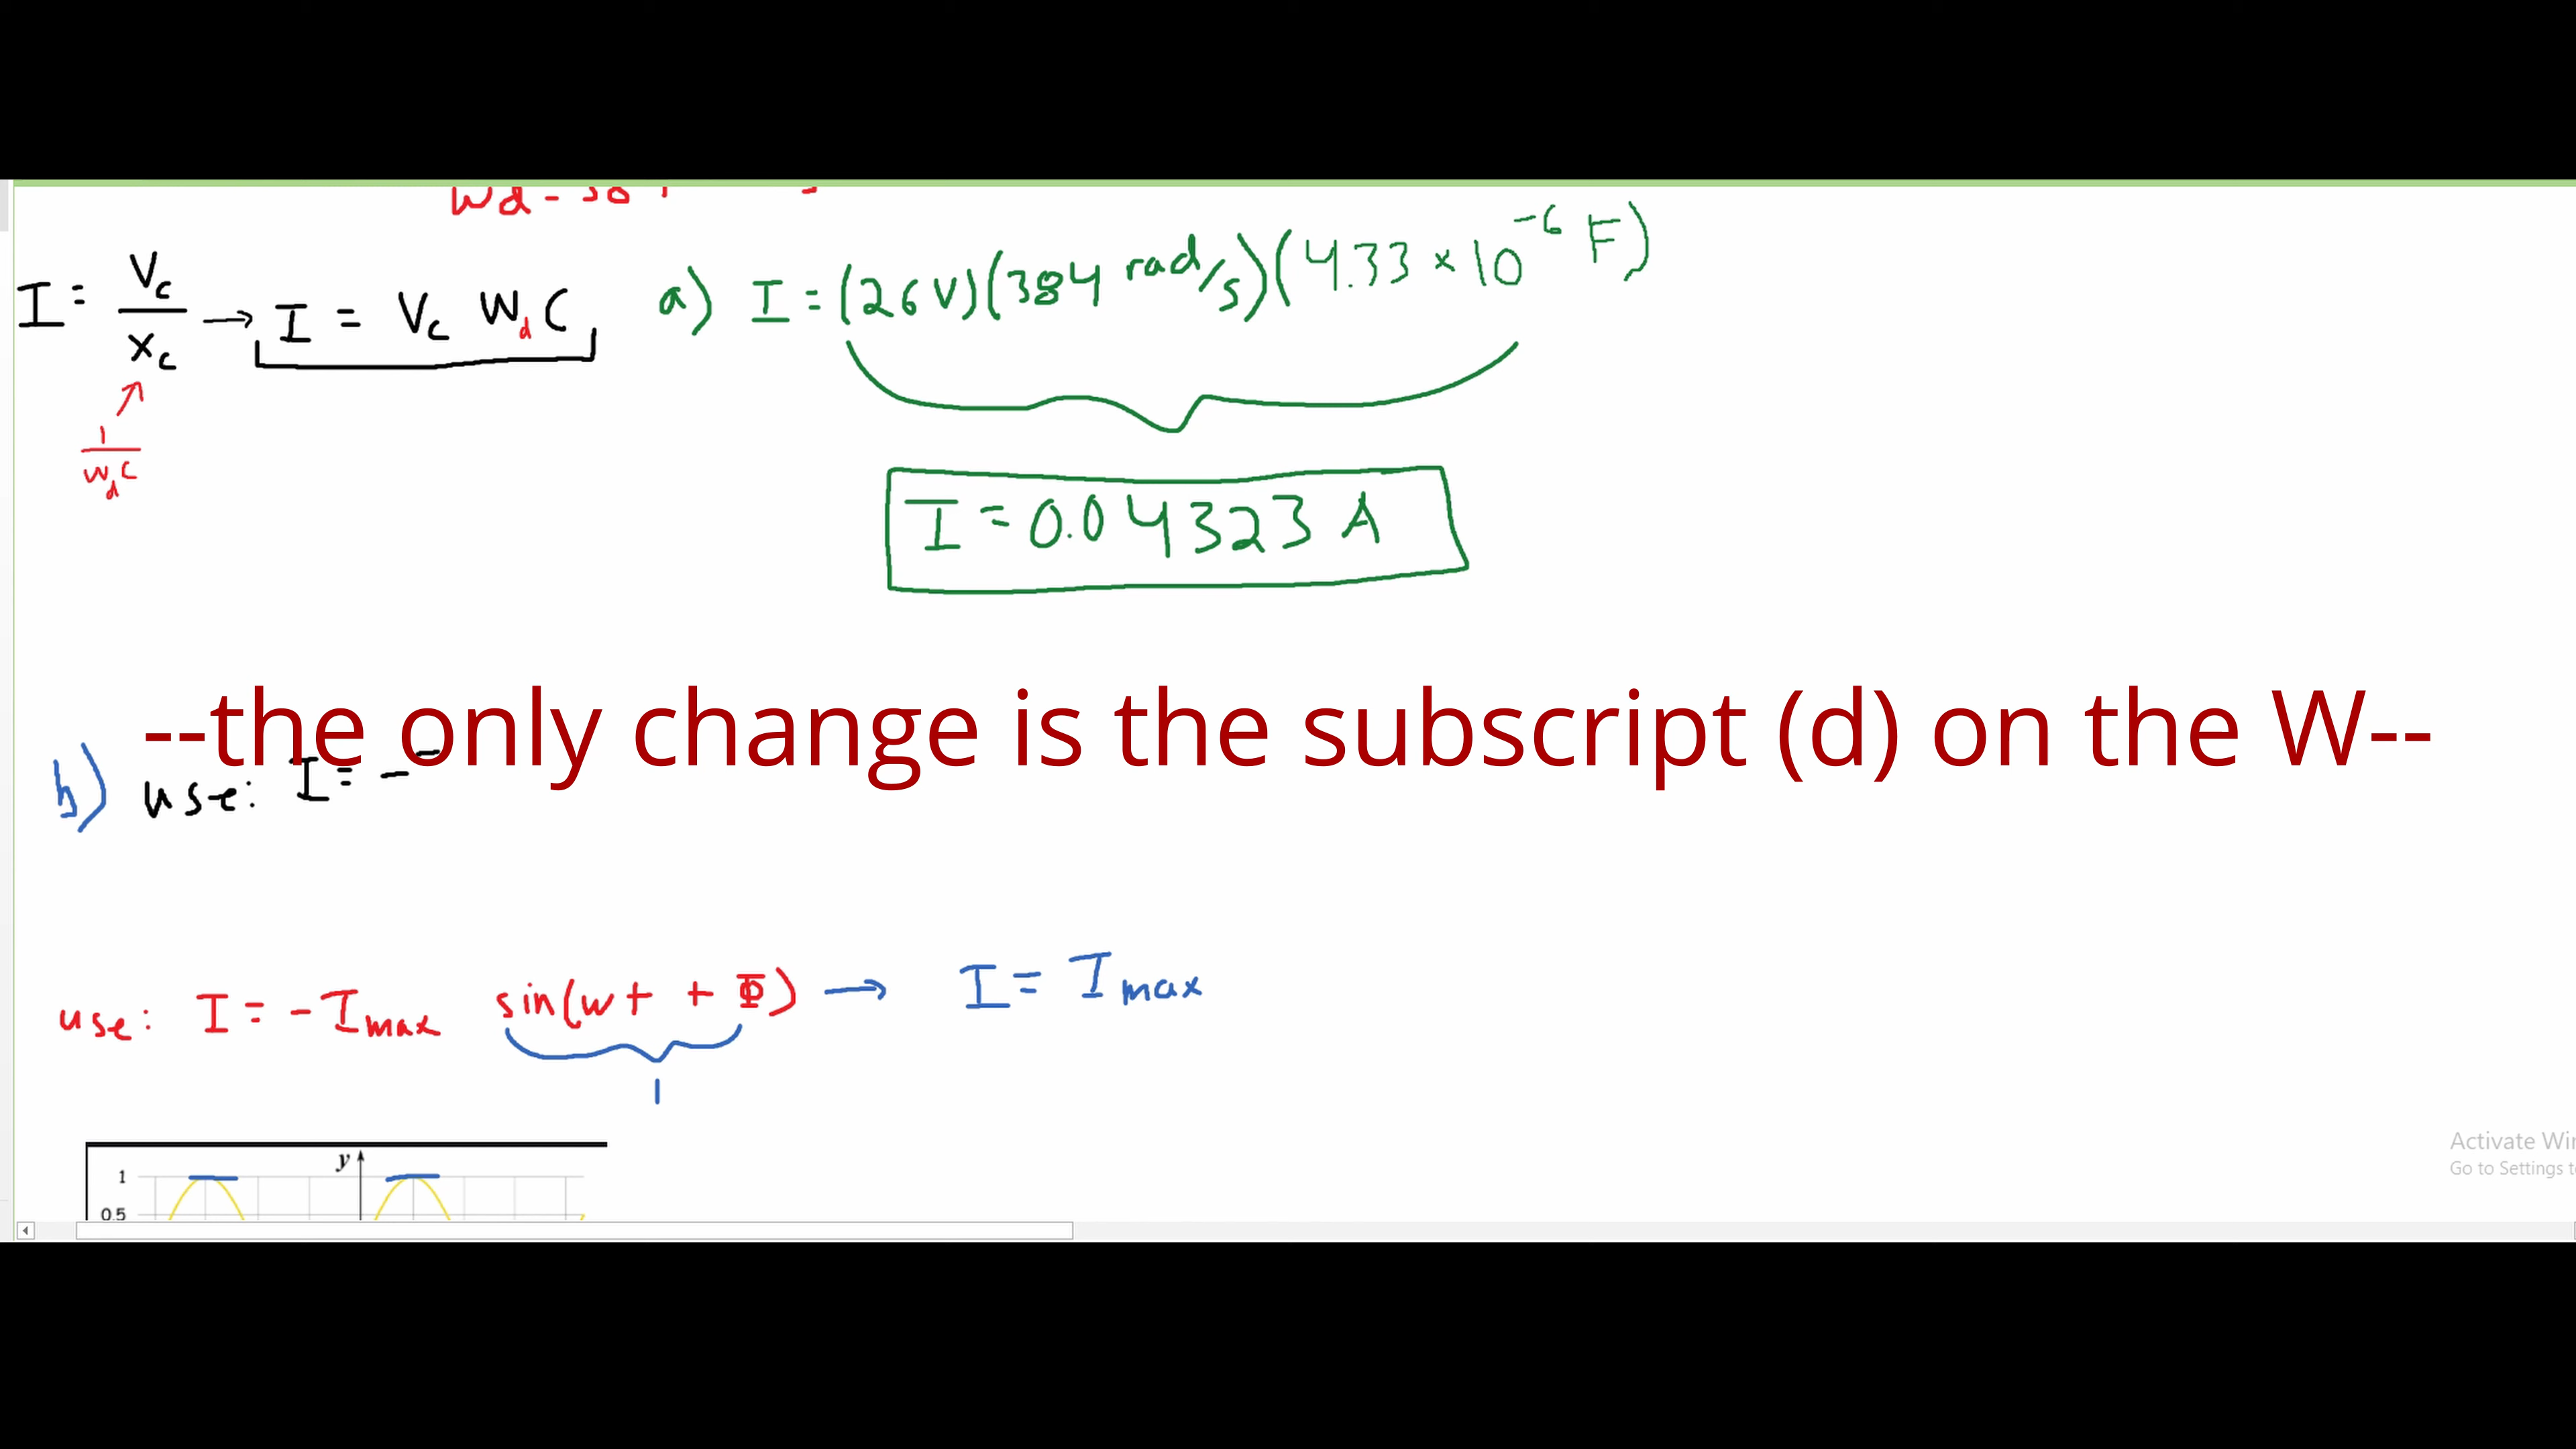 I = Vc/Xc → I = Vc Wd C
1/WdC
a) I = (26 V)(384 rad/s)(4.33 × 10^-6 F)
I = 0.04323 A
--the only change is the subscript (d) on the W--
b) use: I = -
use: I = - Imax sin(wt + Φ) → I = Imax
1
y
1
0.5
Activate Wi
Go to Settings t